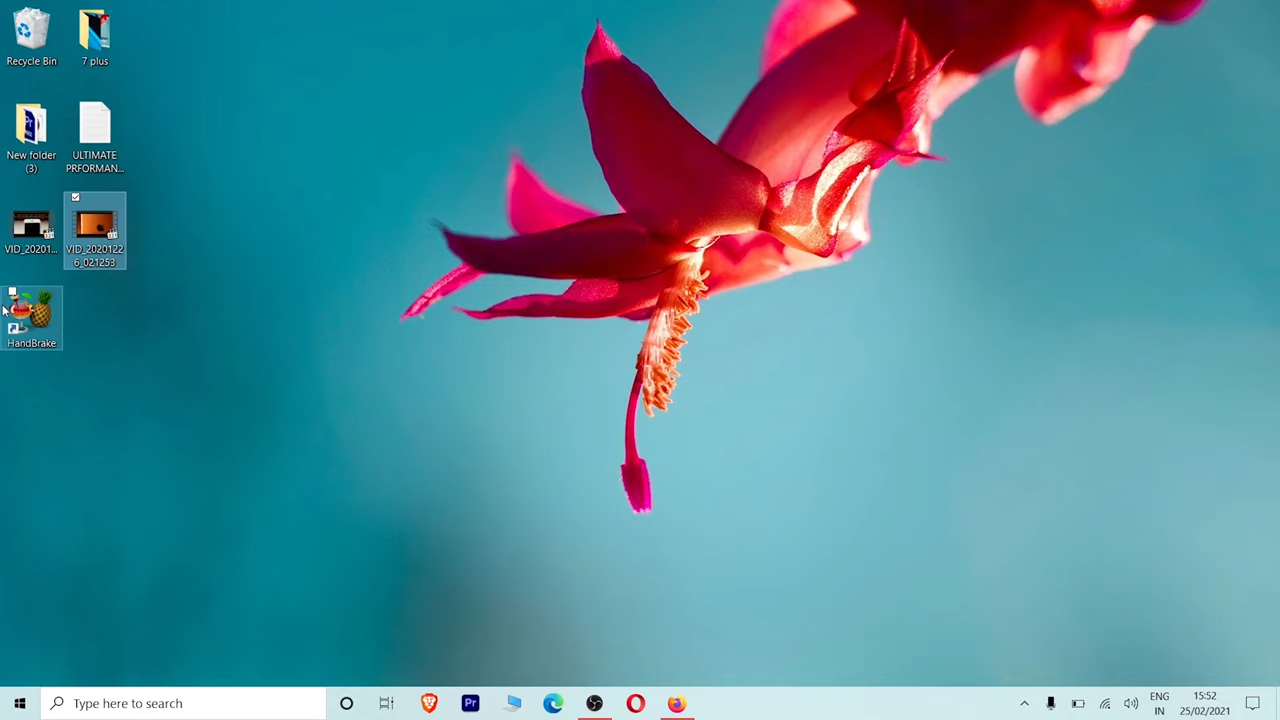 Recycle Bin
7 plus
New folder
(3)
ULTIMATE
PRFORMAN...
VID_20201...
VID_2020122
6_021253
HandBrake
Type here to search
Pr
ENG
IN
15:52
25/02/2021